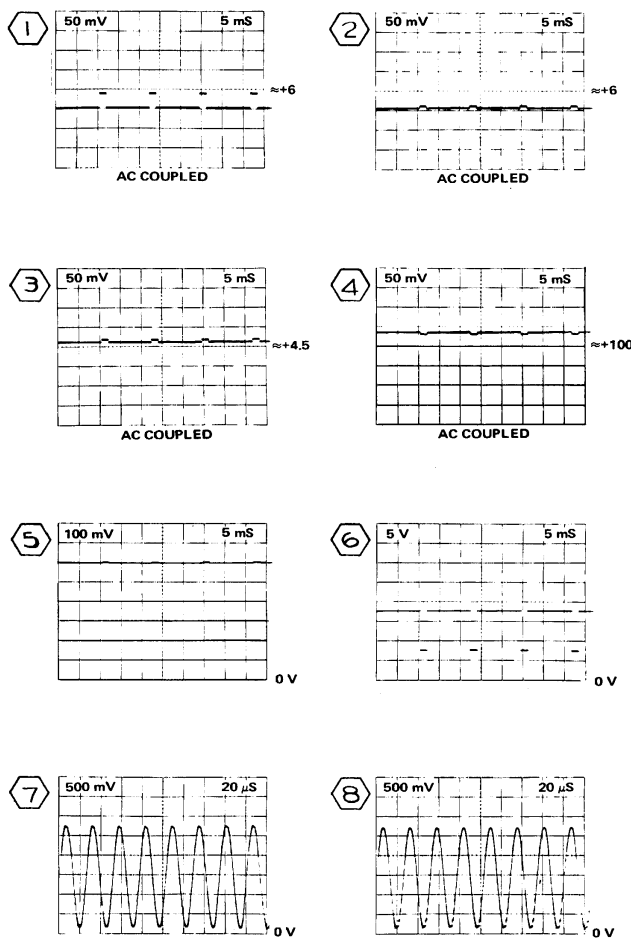 1
50 mV 5 mS
≈+6
AC COUPLED
2
50 mV 5 mS
≈+6
AC COUPLED
3
50 mV 5 mS
≈+4.5
AC COUPLED
4
50 mV 5 mS
≈+100
AC COUPLED
5
100 mV 5 mS
0 V
6
5 V 5 mS
0 V
7
500 mV 20 µS
0 V
8
500 mV 20 µS
0 V